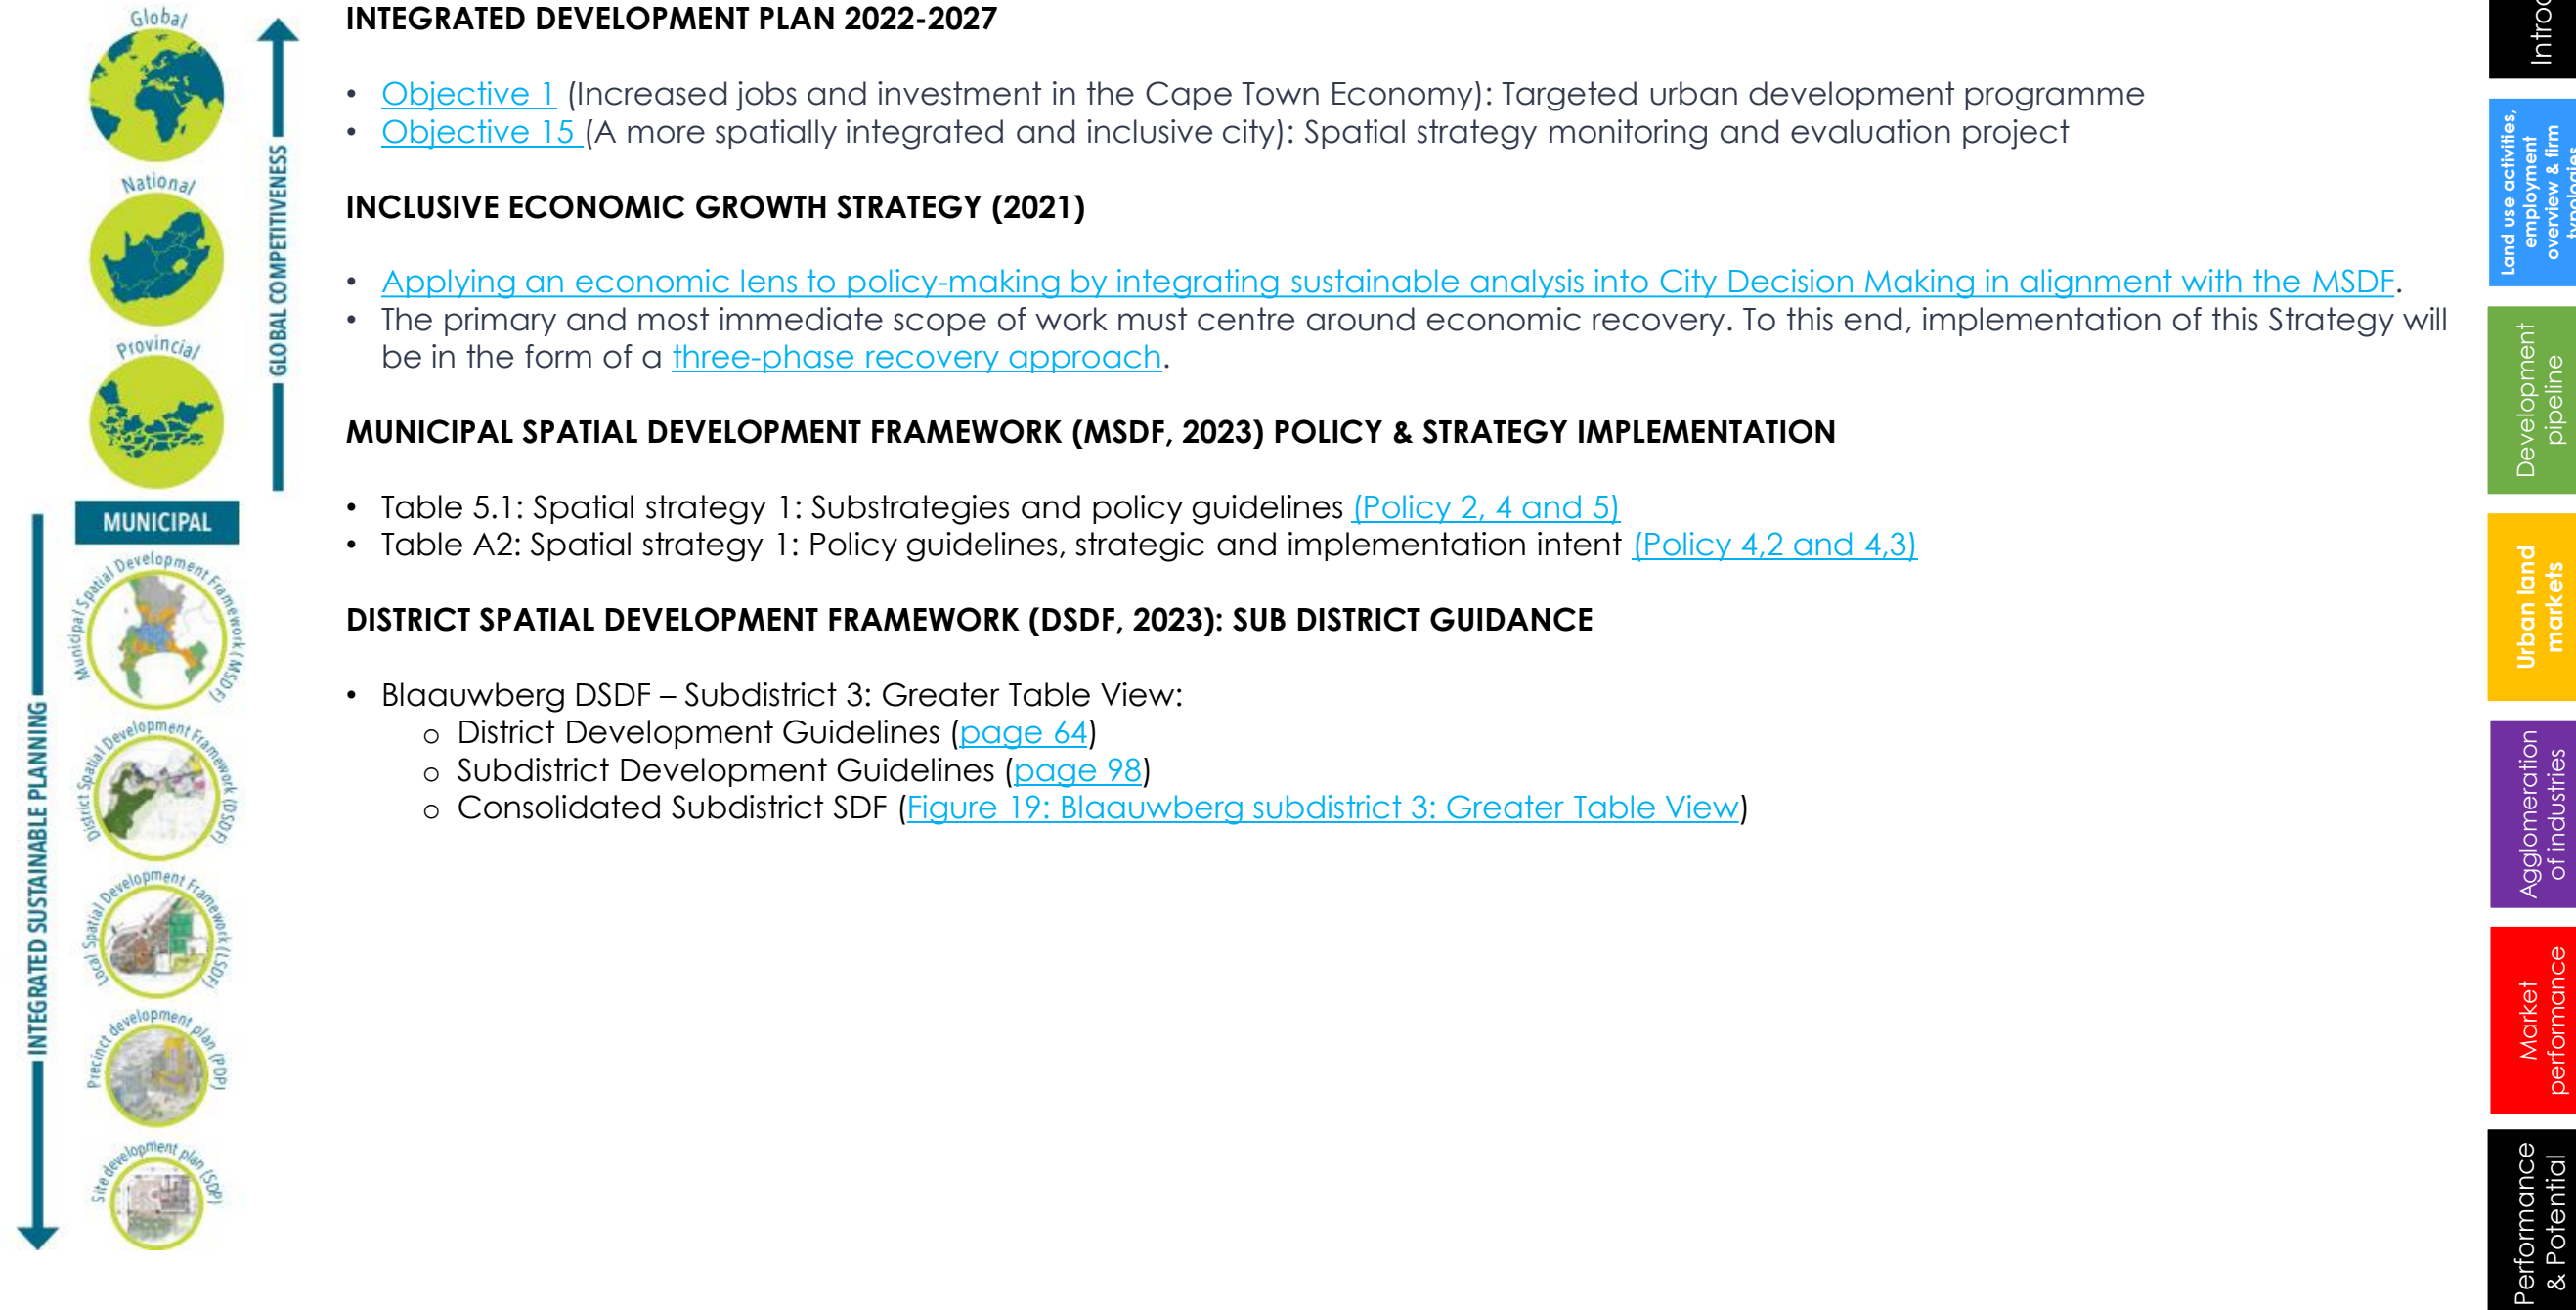 Global
National
Provincial
GLOBAL COMPETITIVENESS
MUNICIPAL
Municipal Spatial Development Framework (MSDF)
District Spatial Development Framework (DSDF)
Local Spatial Development Framework (LSDF)
Precinct development plan (PDP)
Site development plan (SDP)
INTEGRATED SUSTAINABLE PLANNING
INTEGRATED DEVELOPMENT PLAN 2022-2027
• Objective 1 (Increased jobs and investment in the Cape Town Economy): Targeted urban development programme
• Objective 15 (A more spatially integrated and inclusive city): Spatial strategy monitoring and evaluation project
INCLUSIVE ECONOMIC GROWTH STRATEGY (2021)
• Applying an economic lens to policy-making by integrating sustainable analysis into City Decision Making in alignment with the MSDF.
• The primary and most immediate scope of work must centre around economic recovery. To this end, implementation of this Strategy will
be in the form of a three-phase recovery approach.
MUNICIPAL SPATIAL DEVELOPMENT FRAMEWORK (MSDF, 2023) POLICY & STRATEGY IMPLEMENTATION
• Table 5.1: Spatial strategy 1: Substrategies and policy guidelines (Policy 2, 4 and 5)
• Table A2: Spatial strategy 1: Policy guidelines, strategic and implementation intent (Policy 4,2 and 4,3)
DISTRICT SPATIAL DEVELOPMENT FRAMEWORK (DSDF, 2023): SUB DISTRICT GUIDANCE
• Blaauwberg DSDF – Subdistrict 3: Greater Table View:
o District Development Guidelines (page 64)
o Subdistrict Development Guidelines (page 98)
o Consolidated Subdistrict SDF (Figure 19: Blaauwberg subdistrict 3: Greater Table View)
Introd
Land use activities,
employment
overview & firm
typologies
Development
pipeline
Urban land
markets
Agglomeration
of industries
Market
performance
Performance
& Potential